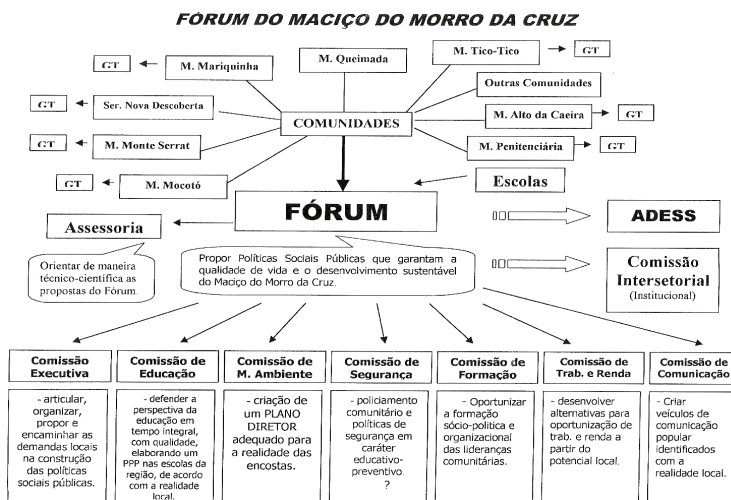 FÓRUM DO MACIÇO DO MORRO DA CRUZ
GT
M. Mariquinha
M. Queimada
M. Tico-Tico
GT
GT
Ser. Nova Descoberta
Outras Comunidades
COMUNIDADES
M. Alto da Caeira
GT
GT
M. Monte Serrat
M. Penitenciária
GT
GT
M. Mocotó
Escolas
FÓRUM
ADESS
Assessoria
Orientar de maneira
técnico-científica as
propostas do Fórum.
Propor Políticas Sociais Públicas que garantam a
qualidade de vida e o desenvolvimento sustentável
do Maciço do Morro da Cruz.
Comissão
Intersetorial
(Institucional)
Comissão
Executiva
- articular,
organizar,
propor e
encaminhar as
demandas locais
na construção
das políticas
sociais públicas.
Comissão de
Educação
- defender a
perspectiva da
educação em
tempo integral,
com qualidade,
elaborando um
PPP nas escolas da
região, de acordo
com a realidade
local.
Comissão de
M. Ambiente
- criação de
um PLANO
DIRETOR
adequado para
a realidade das
encostas.
Comissão de
Segurança
- policiamento
comunitário e
políticas de
segurança em
caráter
educativo-
preventivo.
?
Comissão de
Formação
- Oportunizar
a formação
sócio-politica e
organizacional
das lideranças
comunitárias.
Comissão de
Trab. e Renda
- desenvolver
alternativas para
oportunização de
trab. e renda a
partir do
potencial local.
Comissão de
Comunicação
- Criar
veículos de
comunicação
popular
identificados
com a
realidade local.